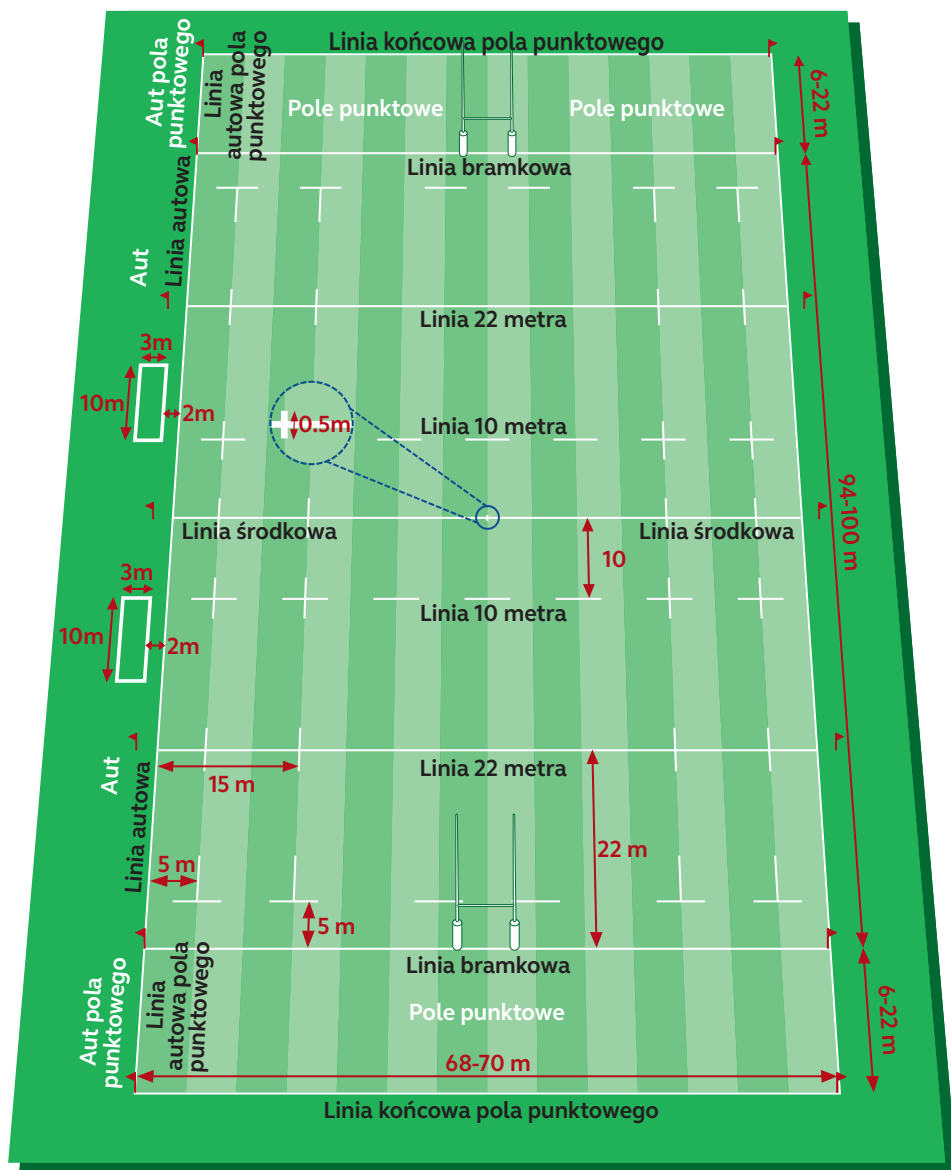 Linia końcowa pola punktowego
Aut pola
punktowego
Linia
autowa pola
punktowego
Pole punktowe
Pole punktowe
6-22 m
Linia bramkowa
Linia autowa
Aut
Linia 22 metra
3m
10m
2m
0.5m
Linia 10 metra
94-100 m
Linia środkowa
Linia środkowa
10
3m
10m
2m
Linia 10 metra
Aut
Linia autowa
15 m
Linia 22 metra
22 m
5 m
5 m
Linia bramkowa
Aut pola
punktowego
Linia
autowa pola
punktowego
Pole punktowe
6-22 m
68-70 m
Linia końcowa pola punktowego